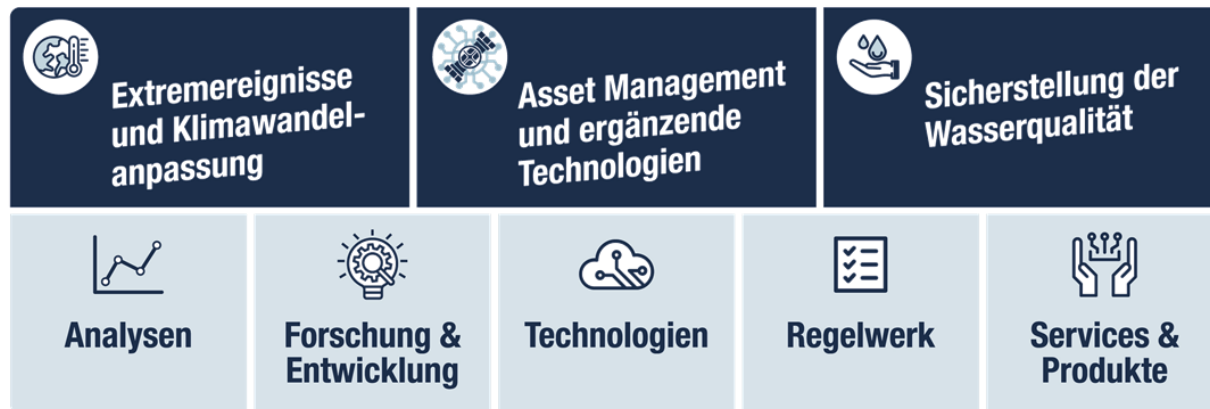 Extremereignisse
und Klimawandel-
anpassung
Asset Management
und ergänzende
Technologien
Sicherstellung der
Wasserqualität
Analysen
Forschung &
Entwicklung
Technologien
Regelwerk
Services &
Produkte